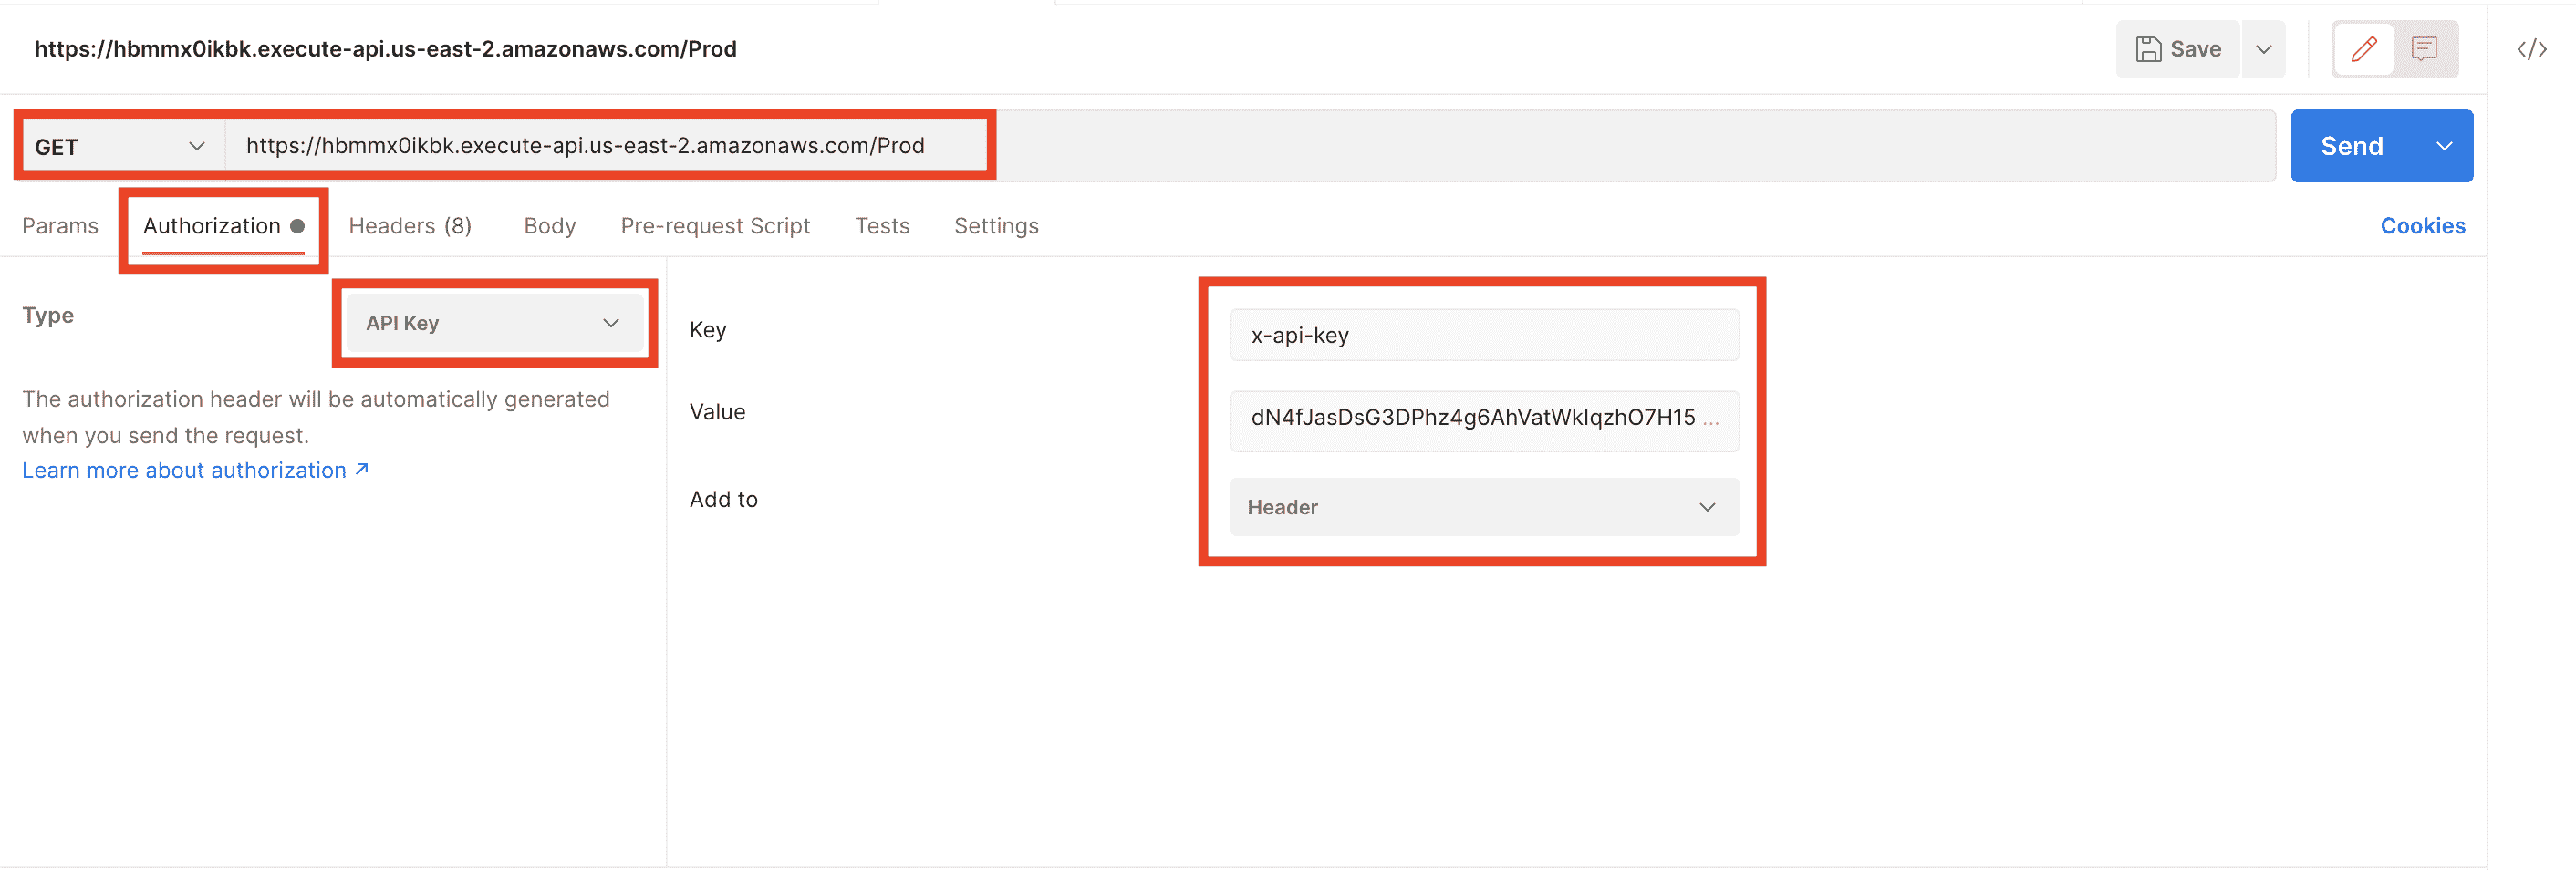 https://hbmmx0ikbk.execute-api.us-east-2.amazonaws.com/Prod
Save
GET
https://hbmmx0ikbk.execute-api.us-east-2.amazonaws.com/Prod
Send
Params
Authorization
Headers (8)
Body
Pre-request Script
Tests
Settings
Cookies
Type
API Key
The authorization header will be automatically generated
when you send the request.
Learn more about authorization ↗
Key
x-api-key
Value
dN4fJasDsG3DPhz4g6AhVatWkIqzhO7H15...
Add to
Header